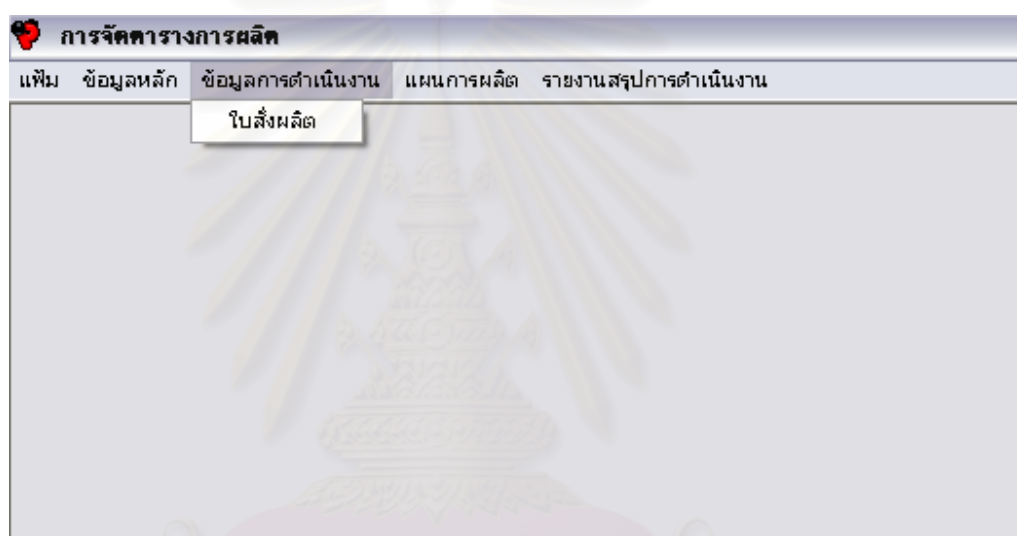 การจัดตารางการผลิต
แฟ้ม ข้อมูลหลัก ข้อมูลการดำเนินงาน แผนการผลิต รายงานสรุปการดำเนินงาน
ใบสั่งผลิต